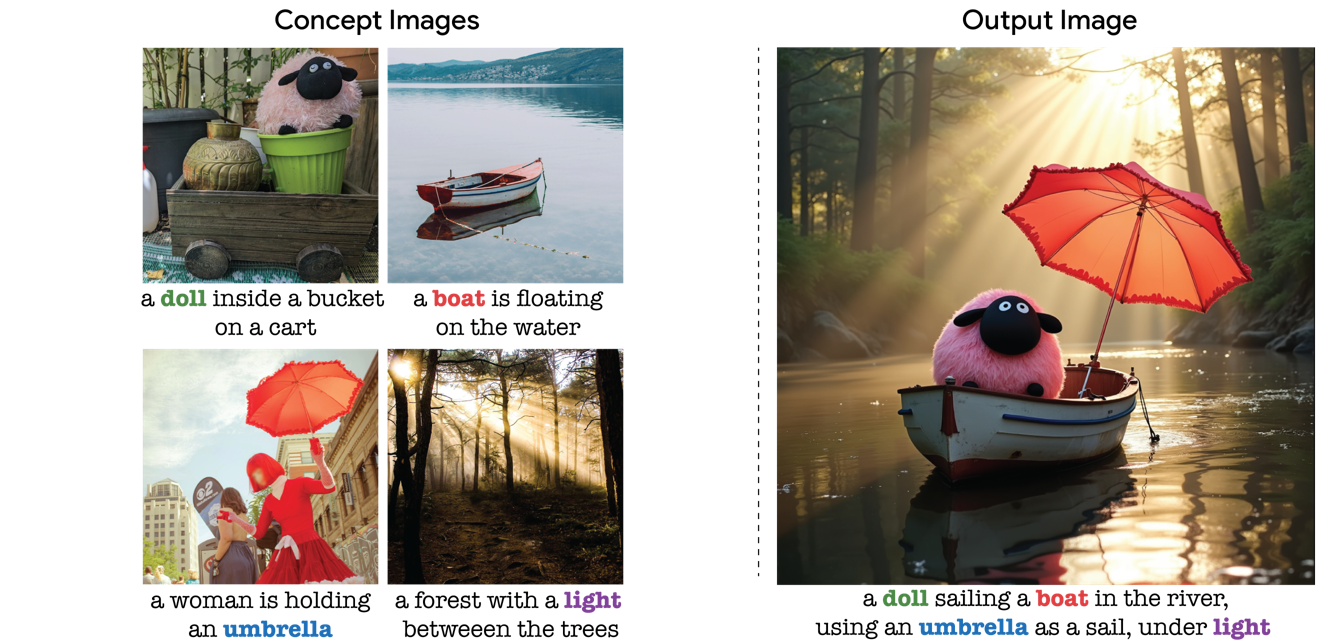 Concept Images
Output Image
a doll inside a bucket
on a cart
a boat is floating
on the water
2
a woman is holding
an umbrella
a forest with a light
betweeen the trees
a doll sailing a boat in the river,
using an umbrella as a sail, under light